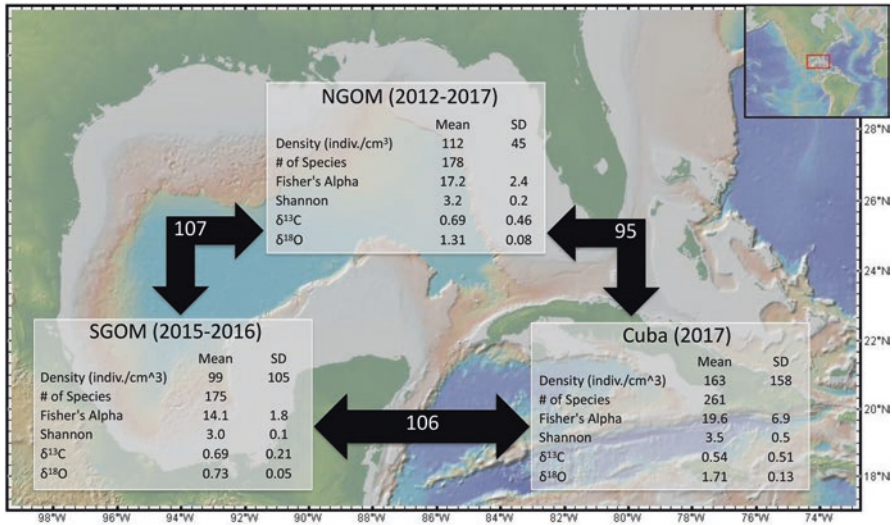 NGOM (2012-2017)
Mean SD
Density (indiv./cm³) 112 45
# of Species 178
Fisher's Alpha 17.2 2.4
Shannon 3.2 0.2
δ¹³C 0.69 0.46
δ¹⁸O 1.31 0.08
107
95
SGOM (2015-2016)
Mean SD
Density (indiv./cm^3) 99 105
# of Species 175
Fisher's Alpha 14.1 1.8
Shannon 3.0 0.1
δ¹³C 0.69 0.21
δ¹⁸O 0.73 0.05
106
Cuba (2017)
Mean SD
Density (indiv./cm^3) 163 158
# of Species 261
Fisher's Alpha 19.6 6.9
Shannon 3.5 0.5
δ¹³C 0.54 0.51
δ¹⁸O 1.71 0.13
28°N
26°N
24°N
22°N
20°N
18°N
98°W 96°W 94°W 92°W 90°W 88°W 86°W 84°W 82°W 80°W 78°W 76°W 74°W